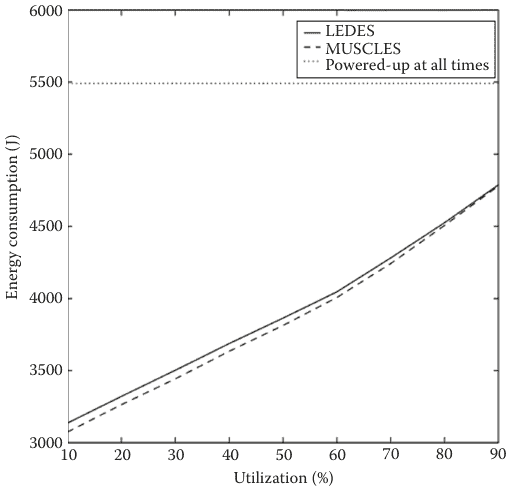 6000
LEDES
MUSCLES
Powered-up at all times
5500
5000
4500
4000
3500
3000
Energy consumption (J)
10 20 30 40 50 60 70 80 90
Utilization (%)